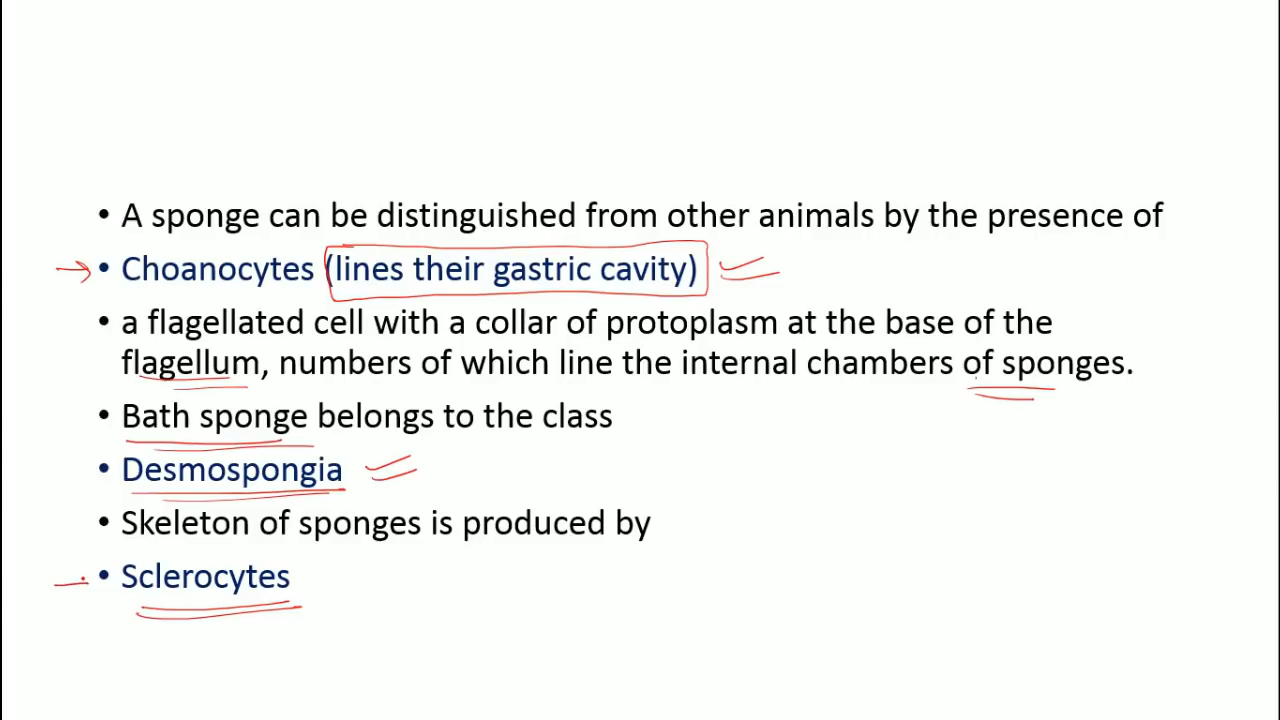 • A sponge can be distinguished from other animals by the presence of
• Choanocytes (lines their gastric cavity)
• a flagellated cell with a collar of protoplasm at the base of the
flagellum, numbers of which line the internal chambers of sponges.
• Bath sponge belongs to the class
• Desmospongia
• Skeleton of sponges is produced by
• Sclerocytes